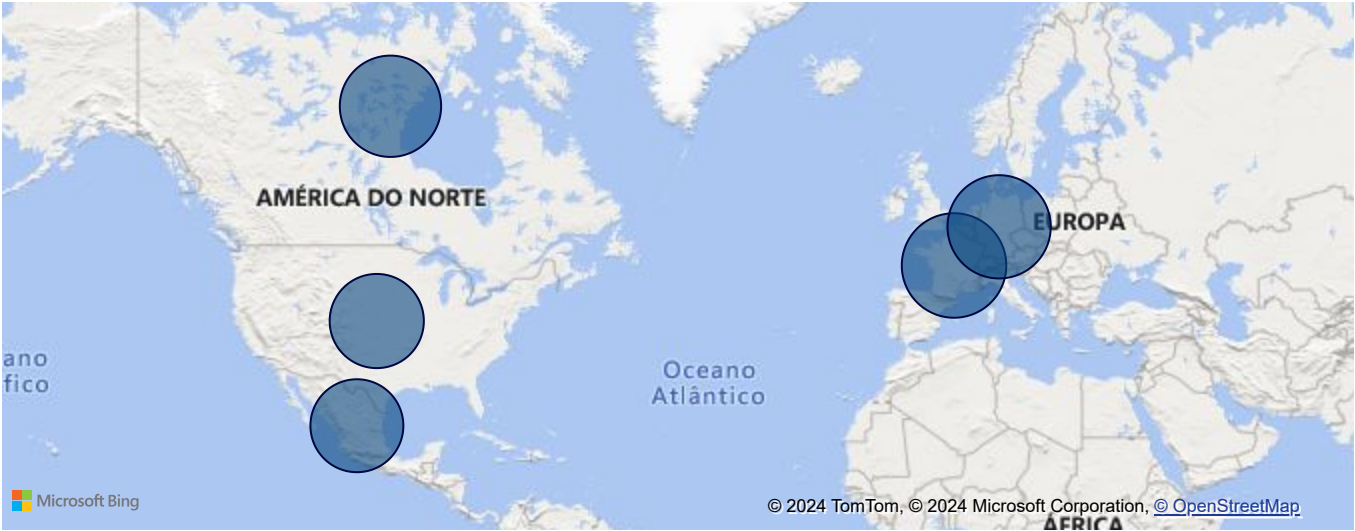 AMÉRICA DO NORTE
EUROPA
ano
fico
Oceano
Atlântico
Microsoft Bing
© 2024 TomTom, © 2024 Microsoft Corporation, © OpenStreetMap
ÁFRICA